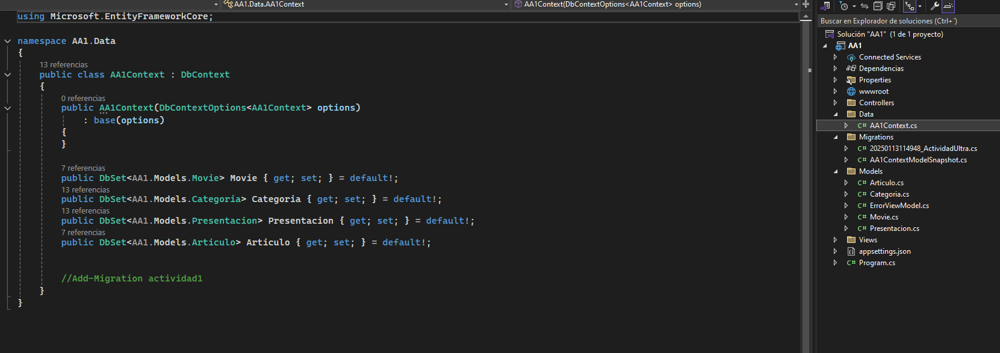 AA1.Data.AA1Context
AA1Context(DbContextOptions<AA1Context> options)
using Microsoft.EntityFrameworkCore;
namespace AA1.Data
{
13 referencias
public class AA1Context : DbContext
{
0 referencias
public AA1Context(DbContextOptions<AA1Context> options)
: base(options)
{
}
7 referencias
public DbSet<AA1.Models.Movie> Movie { get; set; } = default!;
13 referencias
public DbSet<AA1.Models.Categoria> Categoria { get; set; } = default!;
13 referencias
public DbSet<AA1.Models.Presentacion> Presentacion { get; set; } = default!;
7 referencias
public DbSet<AA1.Models.Articulo> Articulo { get; set; } = default!;
//Add-Migration actividad1
}
}
Buscar en Explorador de soluciones (Ctrl+´)
Solución "AA1" (1 de 1 proyecto)
AA1
Connected Services
Dependencias
Properties
wwwroot
Controllers
Data
C# AA1Context.cs
Migrations
C# 20250113114948_ActividadUltra.cs
C# AA1ContextModelSnapshot.cs
Models
C# Articulo.cs
C# Categoria.cs
C# ErrorViewModel.cs
C# Movie.cs
C# Presentacion.cs
Views
appsettings.json
C# Program.cs